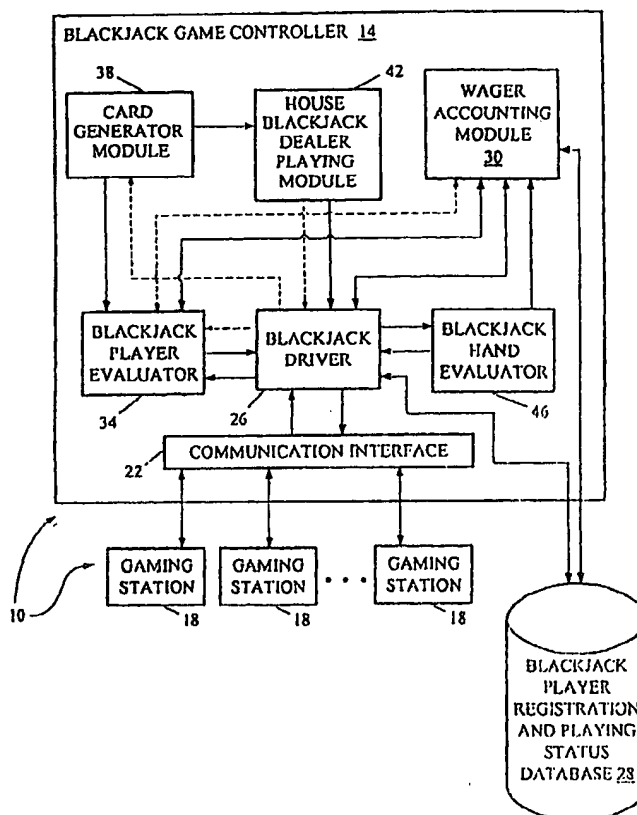 BLACKJACK GAME CONTROLLER 14
38
42
CARD
GENERATOR
MODULE
HOUSE
BLACKJACK
DEALER
PLAYING
MODULE
WAGER
ACCOUNTING
MODULE
30
BLACKJACK
PLAYER
EVALUATOR
BLACKJACK
DRIVER
BLACKJACK
HAND
EVALUATOR
34
26
46
22
COMMUNICATION INTERFACE
10
GAMING
STATION
GAMING
STATION
GAMING
STATION
18
18
18
BLACKJACK
PLAYER
REGISTRATION
AND PLAYING
STATUS
DATABASE 28